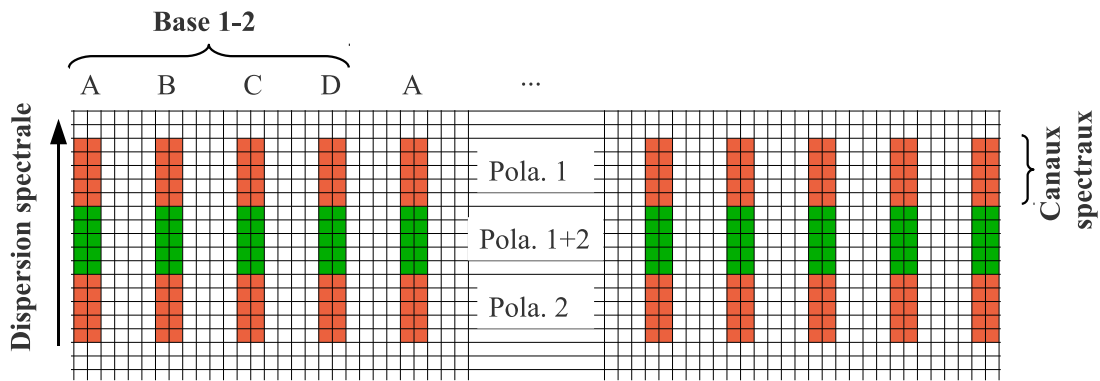 Base 1-2
A B C D A ...
Dispersion spectrale
Pola. 1
Pola. 1+2
Pola. 2
Canaux
spectraux